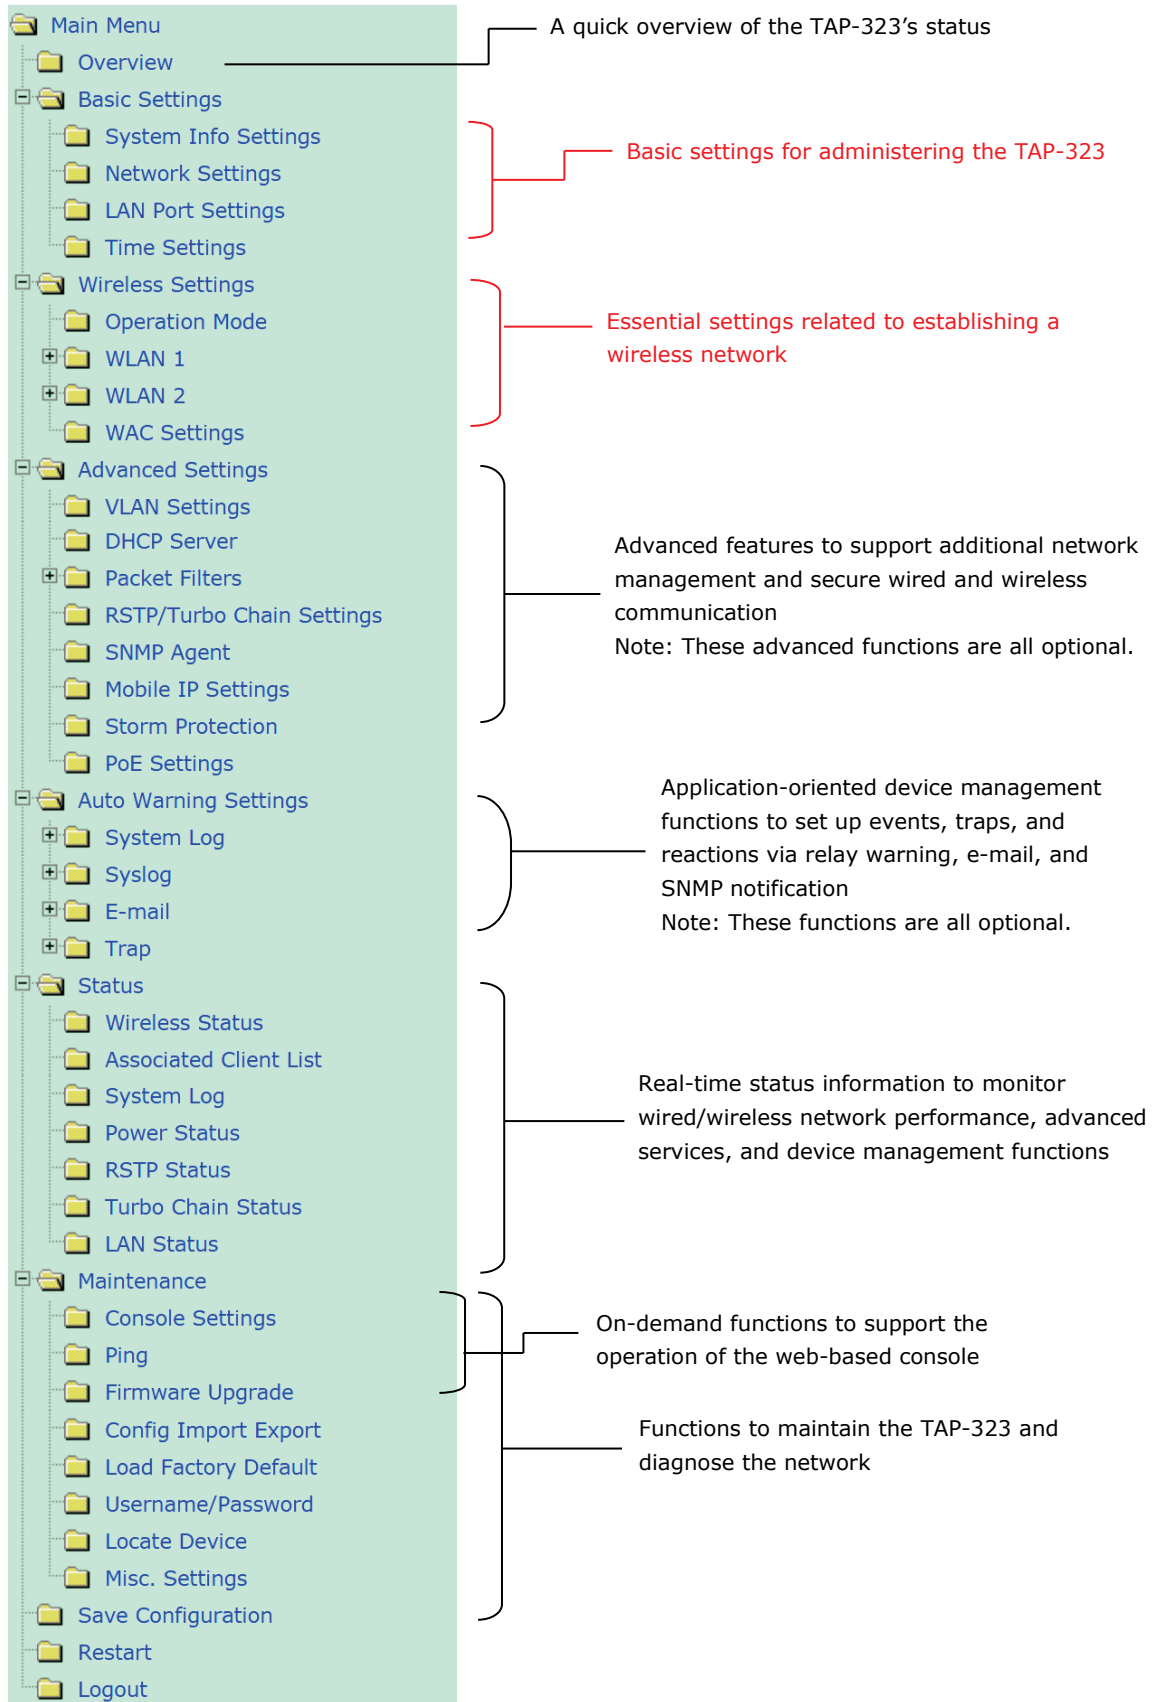 Main Menu
A quick overview of the TAP-323’s status
Overview
Basic Settings
System Info Settings
Network Settings
LAN Port Settings
Time Settings
Basic settings for administering the TAP-323
Wireless Settings
Operation Mode
WLAN 1
WLAN 2
WAC Settings
Essential settings related to establishing a
wireless network
Advanced Settings
VLAN Settings
DHCP Server
Packet Filters
RSTP/Turbo Chain Settings
SNMP Agent
Mobile IP Settings
Storm Protection
PoE Settings
Advanced features to support additional network
management and secure wired and wireless
communication
Note: These advanced functions are all optional.
Auto Warning Settings
System Log
Syslog
E-mail
Trap
Application-oriented device management
functions to set up events, traps, and
reactions via relay warning, e-mail, and
SNMP notification
Note: These functions are all optional.
Status
Wireless Status
Associated Client List
System Log
Power Status
RSTP Status
Turbo Chain Status
LAN Status
Real-time status information to monitor
wired/wireless network performance, advanced
services, and device management functions
Maintenance
Console Settings
Ping
Firmware Upgrade
Config Import Export
Load Factory Default
Username/Password
Locate Device
Misc. Settings
On-demand functions to support the
operation of the web-based console
Functions to maintain the TAP-323 and
diagnose the network
Save Configuration
Restart
Logout